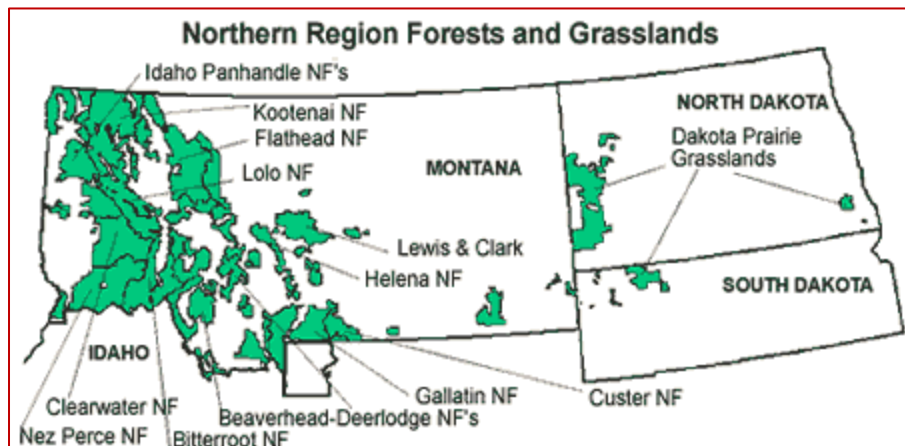 Northern Region Forests and Grasslands
Idaho Panhandle NF's
Kootenai NF
Flathead NF
Lolo NF
MONTANA
NORTH DAKOTA
Dakota Prairie
Grasslands
Lewis & Clark
Helena NF
SOUTH DAKOTA
IDAHO
Gallatin NF
Custer NF
Clearwater NF
Beaverhead-Deerlodge NF's
Nez Perce NF
Bitterroot NF